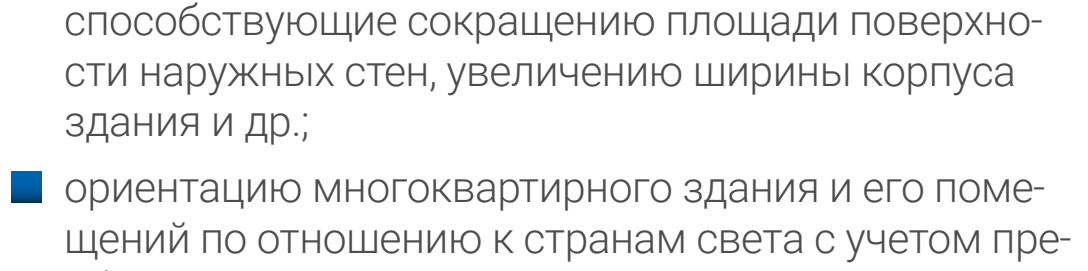 способствующие сокращению площади поверхно-
сти наружных стен, увеличению ширины корпуса
здания и др.;
ориентацию многоквартирного здания и его поме-
щений по отношению к странам света с учетом пре-